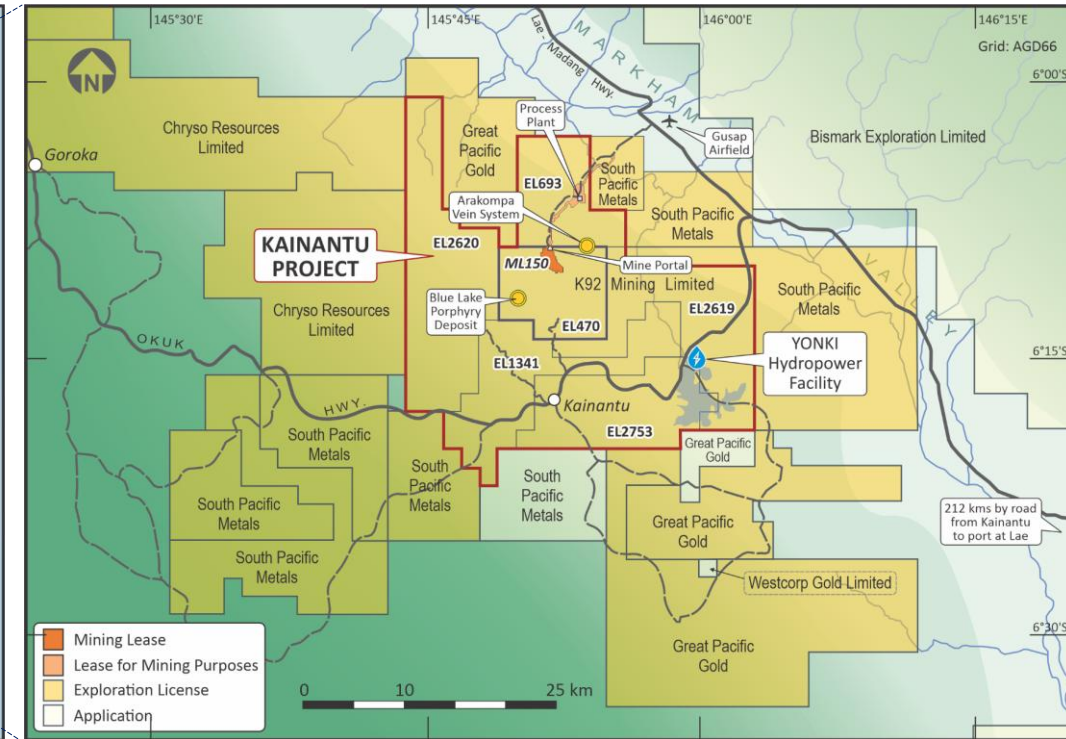 145°30'E
145°45'E
146°00'E
146°15'E
Grid: AGD66
6°00'S
N
Lae - Madang Hwy.
MARKHAM
VALLEY
Process
Plant
Gusap
Airfield
Bismark Exploration Limited
Chryso Resources
Limited
Great
Pacific
Gold
Goroka
EL693
South
Pacific
Metals
Arakompa
Vein System
South Pacific
Metals
KAINANTU
PROJECT
EL2620
ML150
Mine Portal
K92 Mining Limited
South Pacific
Metals
Blue Lake
Porphyry
Deposit
EL2619
Chryso Resources
Limited
EL470
YONKI
Hydropower
Facility
6°15'S
OKUK
HWY.
EL1341
Kainantu
EL2753
South Pacific
Metals
Great Pacific
Gold
South
Pacific
Metals
South
Pacific
Metals
South Pacific
Metals
Great Pacific
Gold
212 kms by road
from Kainantu
to port at Lae
South Pacific
Metals
Westcorp Gold Limited
6°30'S
Great Pacific
Gold
Mining Lease
Lease for Mining Purposes
Exploration License
Application
0 10 25 km